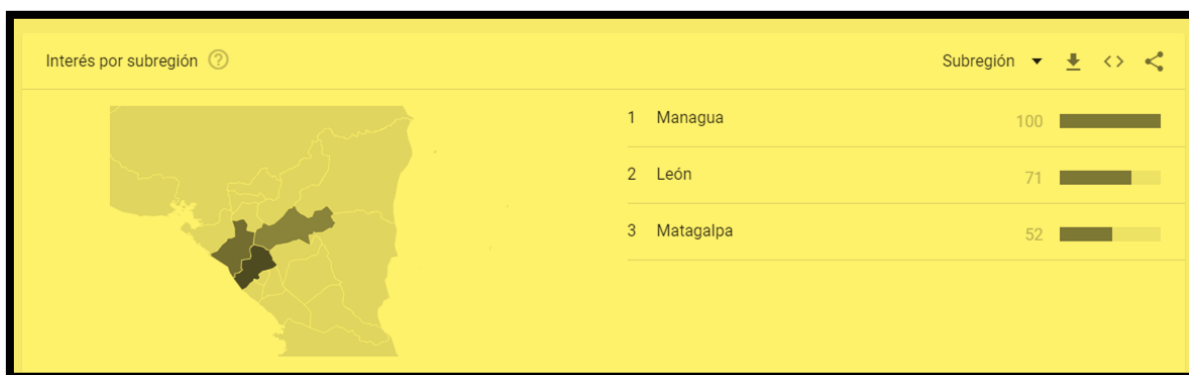 Interés por subregión ?
Subregión
1 Managua 100
2 León 71
3 Matagalpa 52